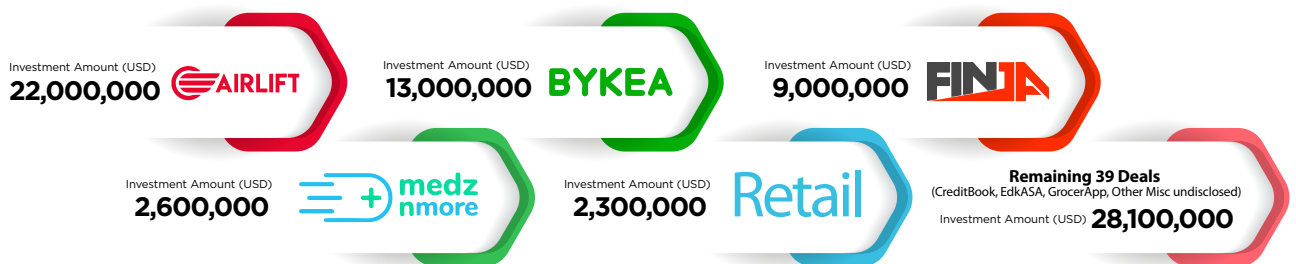 Investment Amount (USD)
22,000,000
AIRLIFT
Investment Amount (USD)
13,000,000
BYKEA
Investment Amount (USD)
9,000,000
FINJA
Investment Amount (USD)
2,600,000
medz
nmore
Investment Amount (USD)
2,300,000
Retail
Remaining 39 Deals
(CreditBook, EdkASA, GrocerApp, Other Misc undisclosed)
Investment Amount (USD) 28,100,000